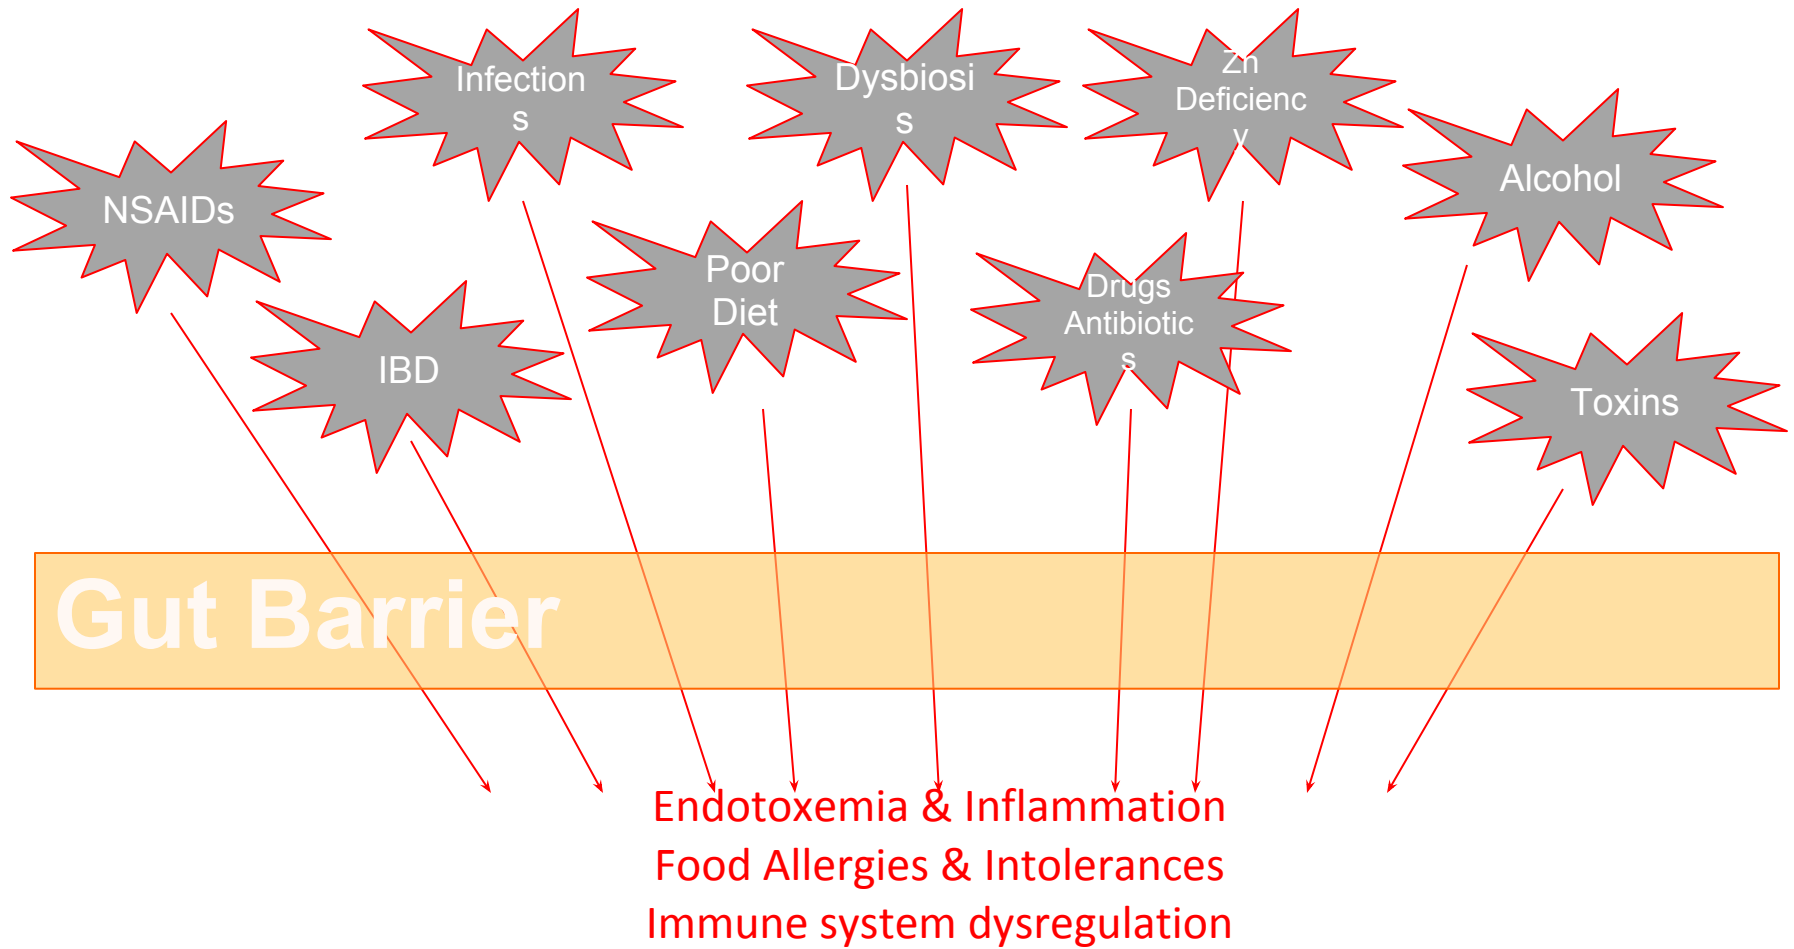 Infection
s
Dysbiosi
s
Zn
Deficienc
y
Alcohol
NSAIDs
Poor
Diet
Drugs
Antibiotic
s
IBD
Toxins
Gut Barrier
Endotoxemia & Inflammation
Food Allergies & Intolerances
Immune system dysregulation